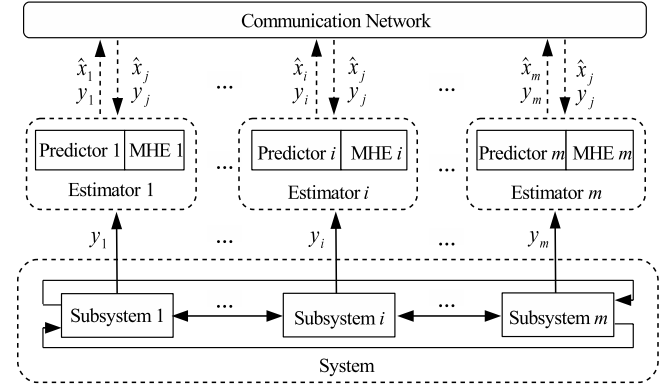 Communication Network
x̂₁ x̂ⱼ x̂ᵢ x̂ⱼ x̂ₘ x̂ⱼ
... ...
y₁ yⱼ yᵢ yⱼ yₘ yⱼ
Predictor 1 MHE 1 Predictor i MHE i Predictor m MHE m
... ...
Estimator 1 Estimator i Estimator m
y₁ ... yᵢ ... yₘ
... ...
Subsystem 1 Subsystem i Subsystem m
System